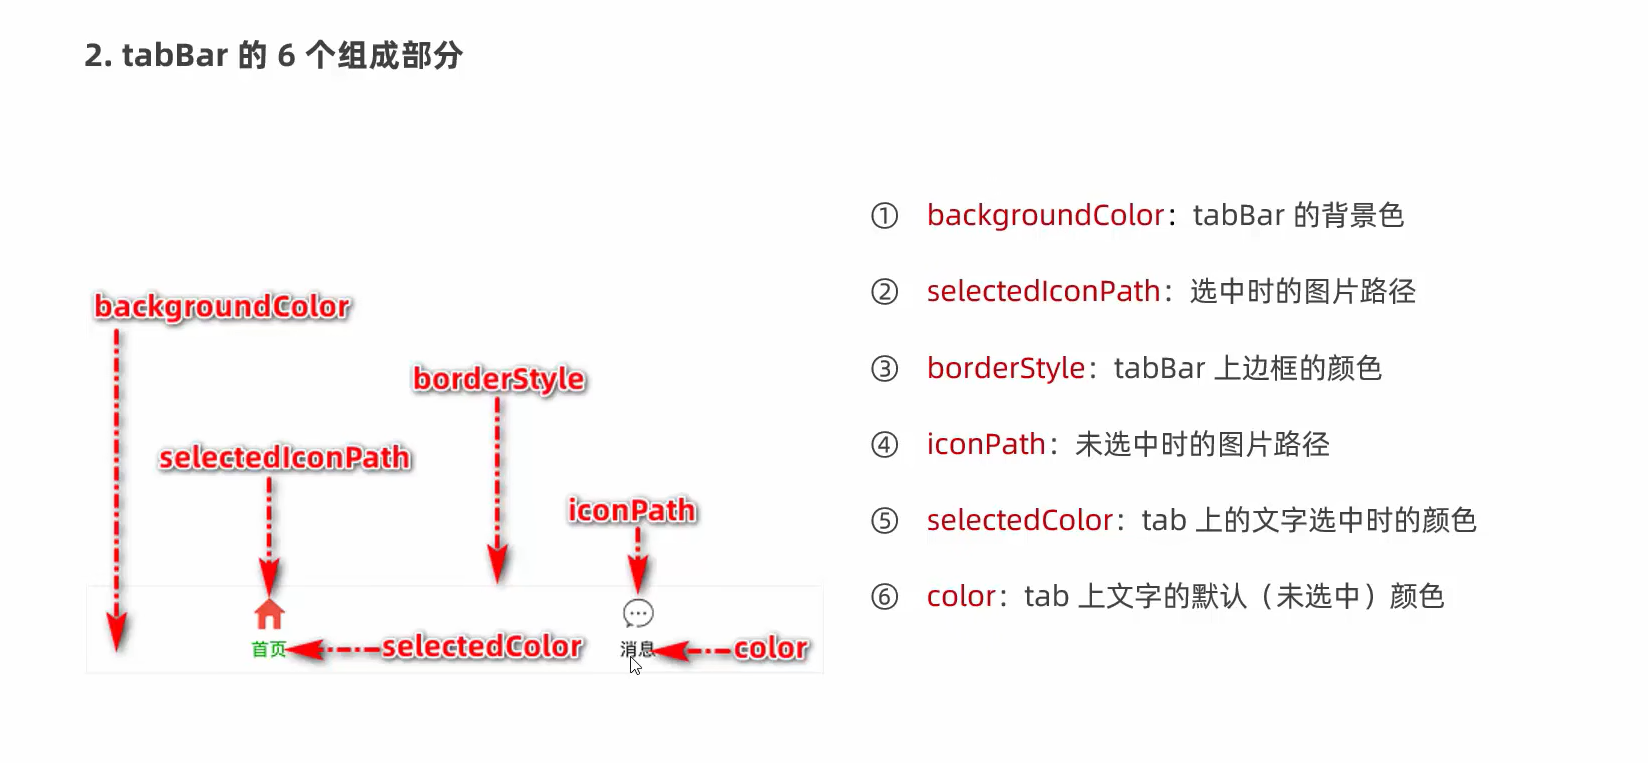 2. tabBar 的 6 个组成部分
backgroundColor
borderStyle
selectedIconPath
iconPath
首页
selectedColor
消息
color
① backgroundColor：tabBar 的背景色
② selectedIconPath：选中时的图片路径
③ borderStyle：tabBar 上边框的颜色
④ iconPath：未选中时的图片路径
⑤ selectedColor：tab 上的文字选中时的颜色
⑥ color：tab 上文字的默认（未选中）颜色